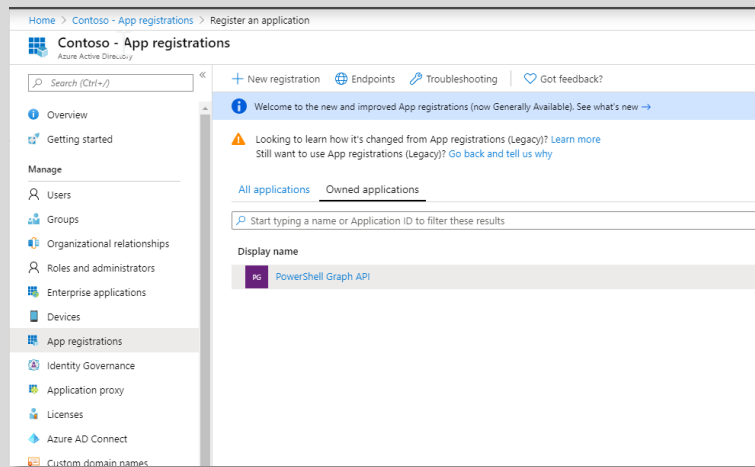 Home > Contoso - App registrations > Register an application
Contoso - App registrations
Azure Active Directory
Search (Ctrl+/)
«
Overview
Getting started
Manage
Users
Groups
Organizational relationships
Roles and administrators
Enterprise applications
Devices
App registrations
Identity Governance
Application proxy
Licenses
Azure AD Connect
Custom domain names
+ New registration Endpoints Troubleshooting Got feedback?
Welcome to the new and improved App registrations (now Generally Available). See what's new →
Looking to learn how it's changed from App registrations (Legacy)? Learn more
Still want to use App registrations (Legacy)? Go back and tell us why
All applications Owned applications
Start typing a name or Application ID to filter these results
Display name
PG PowerShell Graph API